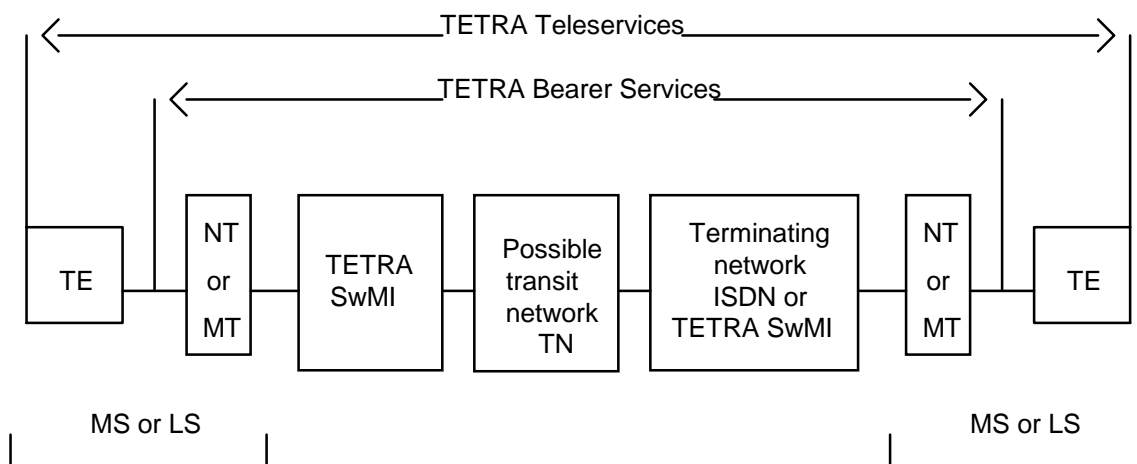 TETRA Teleservices
TETRA Bearer Services
TE
NT
or
MT
TETRA
SwMI
Possible
transit
network
TN
Terminating
network
ISDN or
TETRA SwMI
NT
or
MT
TE
MS or LS
MS or LS